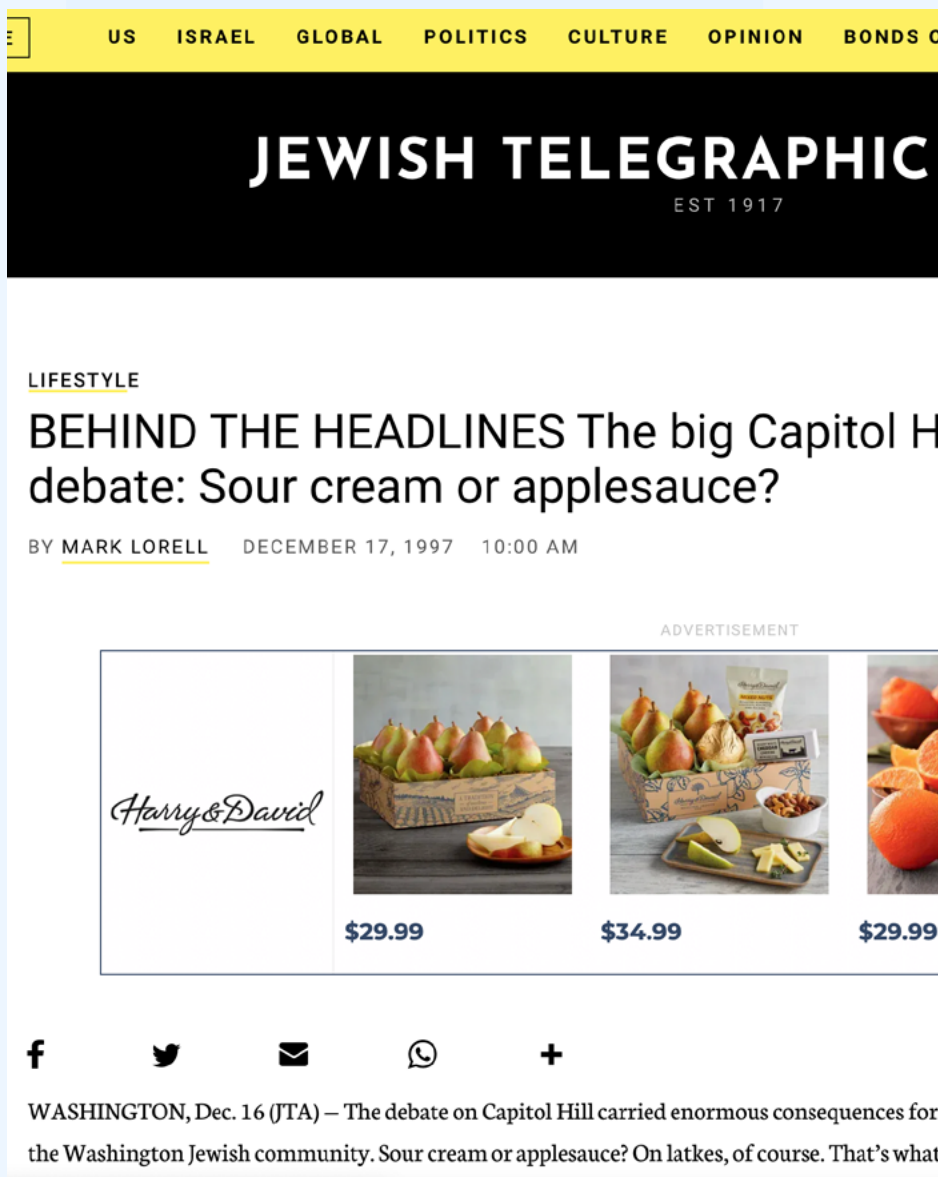 E
US ISRAEL GLOBAL POLITICS CULTURE OPINION BONDS
JEWISH TELEGRAPHIC
EST 1917
LIFESTYLE
BEHIND THE HEADLINES The big Capitol H
debate: Sour cream or applesauce?
BY MARK LORELL DECEMBER 17, 1997 10:00 AM
ADVERTISEMENT
Harry & David
$29.99
$34.99
$29.99
WASHINGTON, Dec. 16 (JTA) — The debate on Capitol Hill carried enormous consequences for
the Washington Jewish community. Sour cream or applesauce? On latkes, of course. That's what